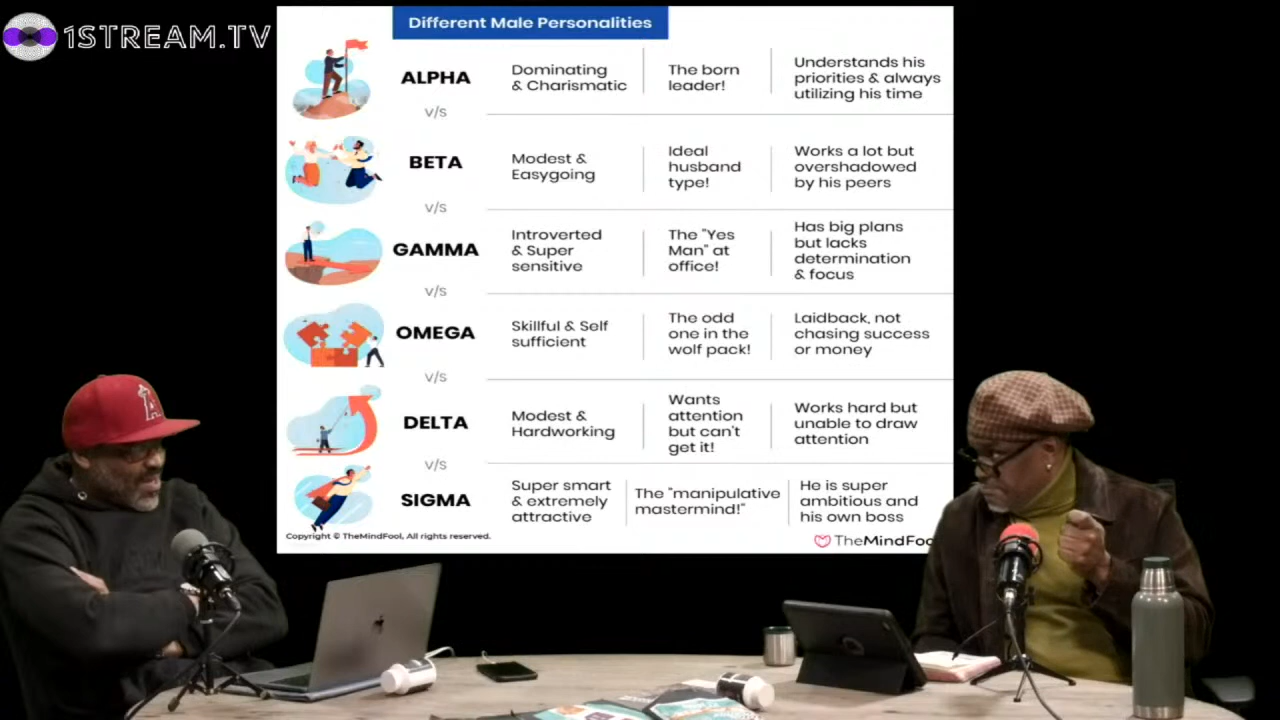 1STREAM.TV
Different Male Personalities
ALPHA
Dominating
& Charismatic
The born
leader!
Understands his
priorities & always
utilizing his time
v/s
BETA
Modest &
Easygoing
Ideal
husband
type!
Works a lot but
overshadowed
by his peers
v/s
GAMMA
Introverted
& Super
sensitive
The "Yes
Man" at
office!
Has big plans
but lacks
determination
& focus
v/s
OMEGA
Skillful & Self
sufficient
The odd
one in the
wolf pack!
Laidback, not
chasing success
or money
v/s
DELTA
Modest &
Hardworking
Wants
attention
but can't
get it!
Works hard but
unable to draw
attention
v/s
SIGMA
Super smart
& extremely
attractive
The "manipulative
mastermind!"
He is super
ambitious and
his own boss
Copyright © TheMindFool, All rights reserved.
TheMindFoo
A